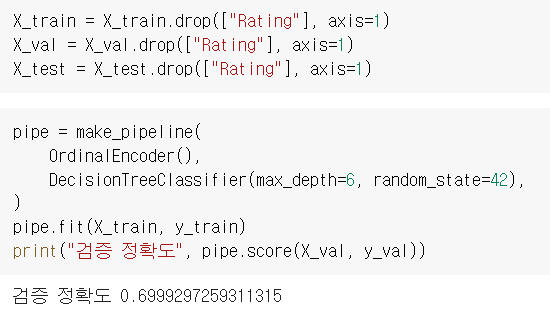 X_train = X_train.drop(["Rating"], axis=1)
X_val = X_val.drop(["Rating"], axis=1)
X_test = X_test.drop(["Rating"], axis=1)
pipe = make_pipeline(
    OrdinalEncoder(),
    DecisionTreeClassifier(max_depth=6, random_state=42),
)
pipe.fit(X_train, y_train)
print("검증 정확도", pipe.score(X_val, y_val))
검증 정확도 0.6999297259311315